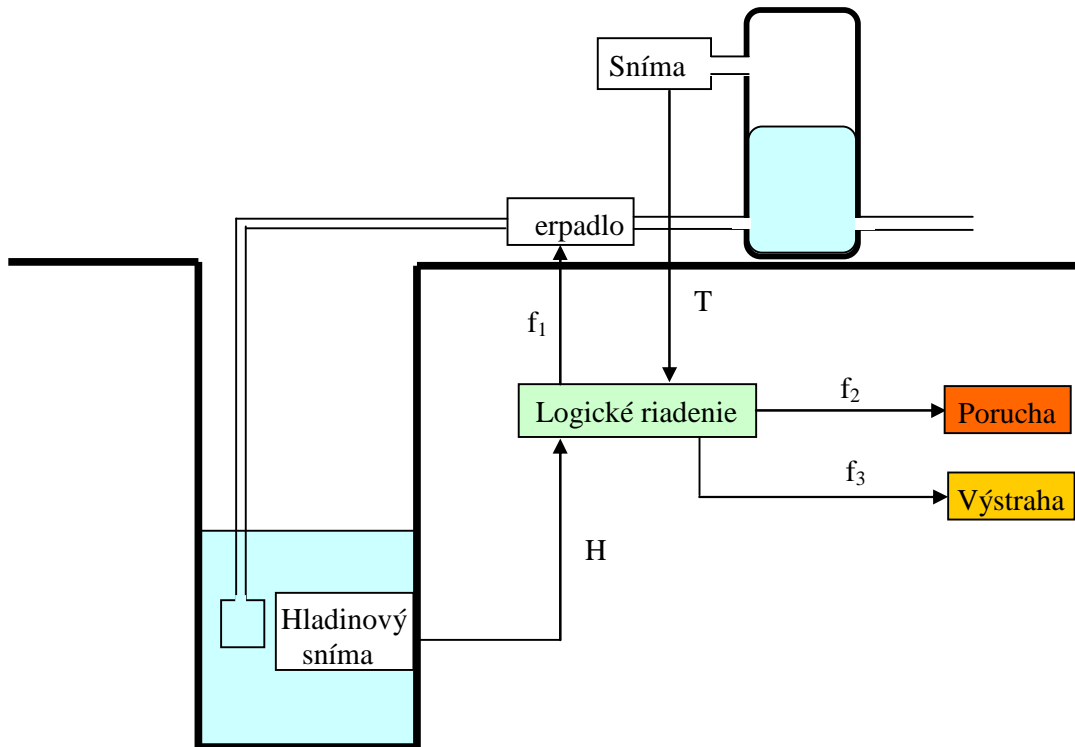 Sníma
erpadlo
T
f₁
Logické riadenie
f₂
Porucha
f₃
Výstraha
H
Hladinový
sníma